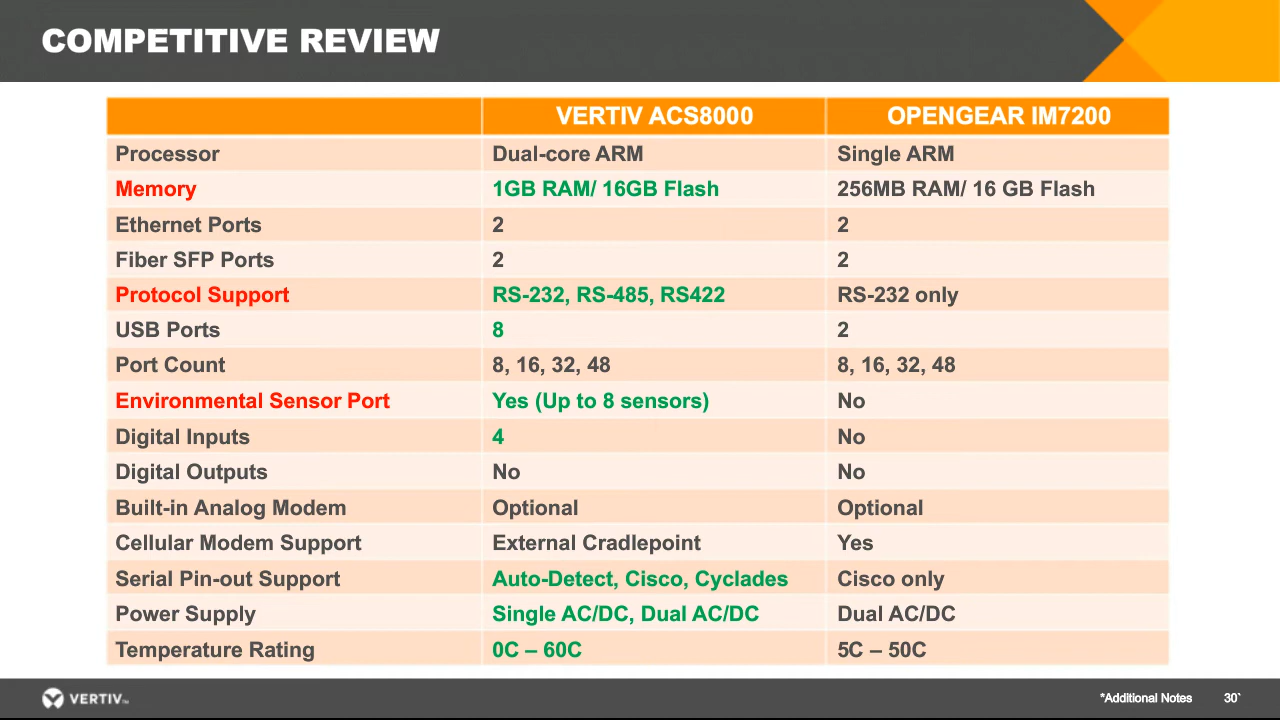 COMPETITIVE REVIEW
VERTIV ACS8000 OPENGEAR IM7200
Processor Dual-core ARM Single ARM
Memory 1GB RAM/ 16GB Flash 256MB RAM/ 16 GB Flash
Ethernet Ports 2 2
Fiber SFP Ports 2 2
Protocol Support RS-232, RS-485, RS422 RS-232 only
USB Ports 8 2
Port Count 8, 16, 32, 48 8, 16, 32, 48
Environmental Sensor Port Yes (Up to 8 sensors) No
Digital Inputs 4 No
Digital Outputs No No
Built-in Analog Modem Optional Optional
Cellular Modem Support External Cradlepoint Yes
Serial Pin-out Support Auto-Detect, Cisco, Cyclades Cisco only
Power Supply Single AC/DC, Dual AC/DC Dual AC/DC
Temperature Rating 0C – 60C 5C – 50C
VERTIV™ *Additional Notes 30`